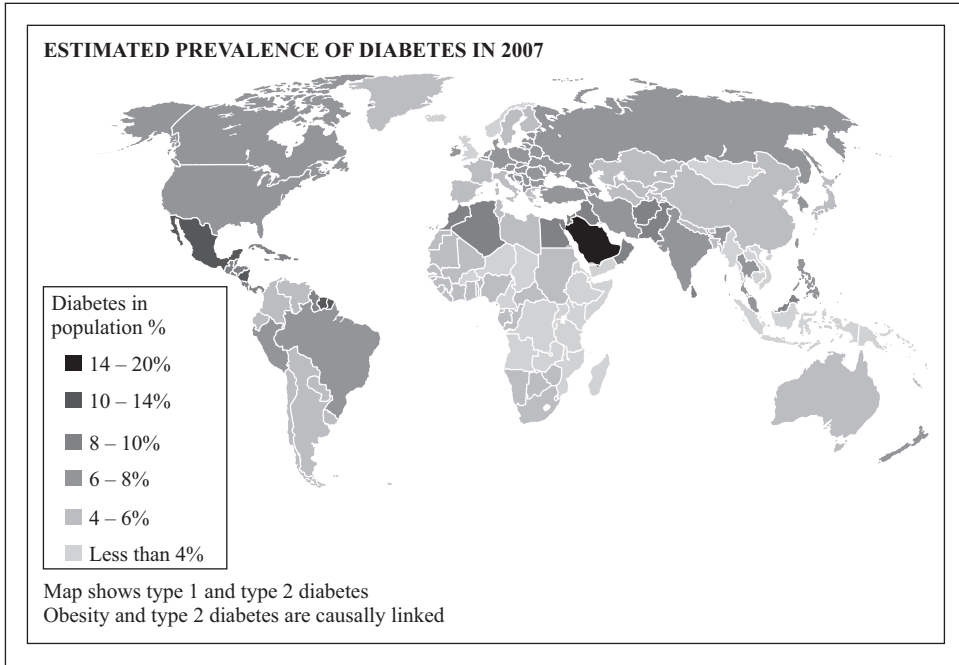 ESTIMATED PREVALENCE OF DIABETES IN 2007
Diabetes in
population %
14 – 20%
10 – 14%
8 – 10%
6 – 8%
4 – 6%
Less than 4%
Map shows type 1 and type 2 diabetes
Obesity and type 2 diabetes are causally linked